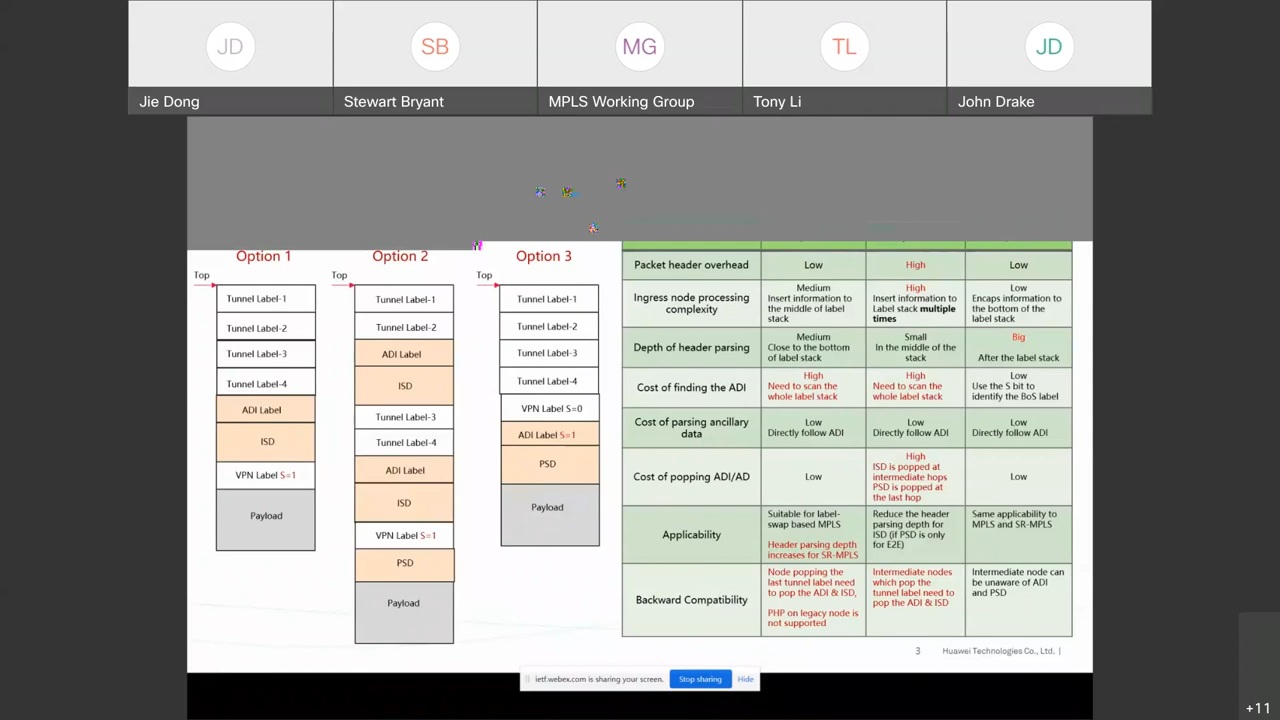 JD
SB
MG
TL
JD
Jie Dong
Stewart Bryant
MPLS Working Group
Tony Li
John Drake
Option 1
Top
Tunnel Label-1
Tunnel Label-2
Tunnel Label-3
Tunnel Label-4
ADI Label
ISD
VPN Label S=1
Payload
Option 2
Top
Tunnel Label-1
Tunnel Label-2
ADI Label
ISD
Tunnel Label-3
Tunnel Label-4
ADI Label
ISD
VPN Label S=1
PSD
Payload
Option 3
Top
Tunnel Label-1
Tunnel Label-2
Tunnel Label-3
Tunnel Label-4
VPN Label S=0
ADI Label S=1
PSD
Payload
Packet header overhead
Low
High
Low
Ingress node processing
complexity
Medium
Insert information to
the middle of label
stack
High
Insert information to
Label stack multiple
times
Low
Encaps information to
the bottom of the
label stack
Depth of header parsing
Medium
Close to the bottom
of label stack
Small
In the middle of the
stack
Big
After the label stack
Cost of finding the ADI
High
Need to scan the
whole label stack
High
Need to scan the
whole label stack
Low
Use the S bit to
identify the BoS label
Cost of parsing ancillary
data
Low
Directly follow ADI
Low
Directly follow ADI
Low
Directly follow ADI
Cost of popping ADI/AD
Low
High
ISD is popped at
intermediate hops
PSD is popped at
the last hop
Low
Applicability
Suitable for label-
swap based MPLS
Header parsing depth
increases for SR-MPLS
Reduce the header
parsing depth for
ISD (if PSD is only
for E2E)
Same applicability to
MPLS and SR-MPLS
Backward Compatibility
Node popping the
last tunnel label need
to pop the ADI & ISD,
PHP on legacy node is
not supported
Intermediate nodes
which pop the
tunnel label need to
pop the ADI & ISD
Intermediate node can
be unaware of ADI
and PSD
3
Huawei Technologies Co., Ltd. |
ietf.webex.com is sharing your screen.
Stop sharing
Hide
+11